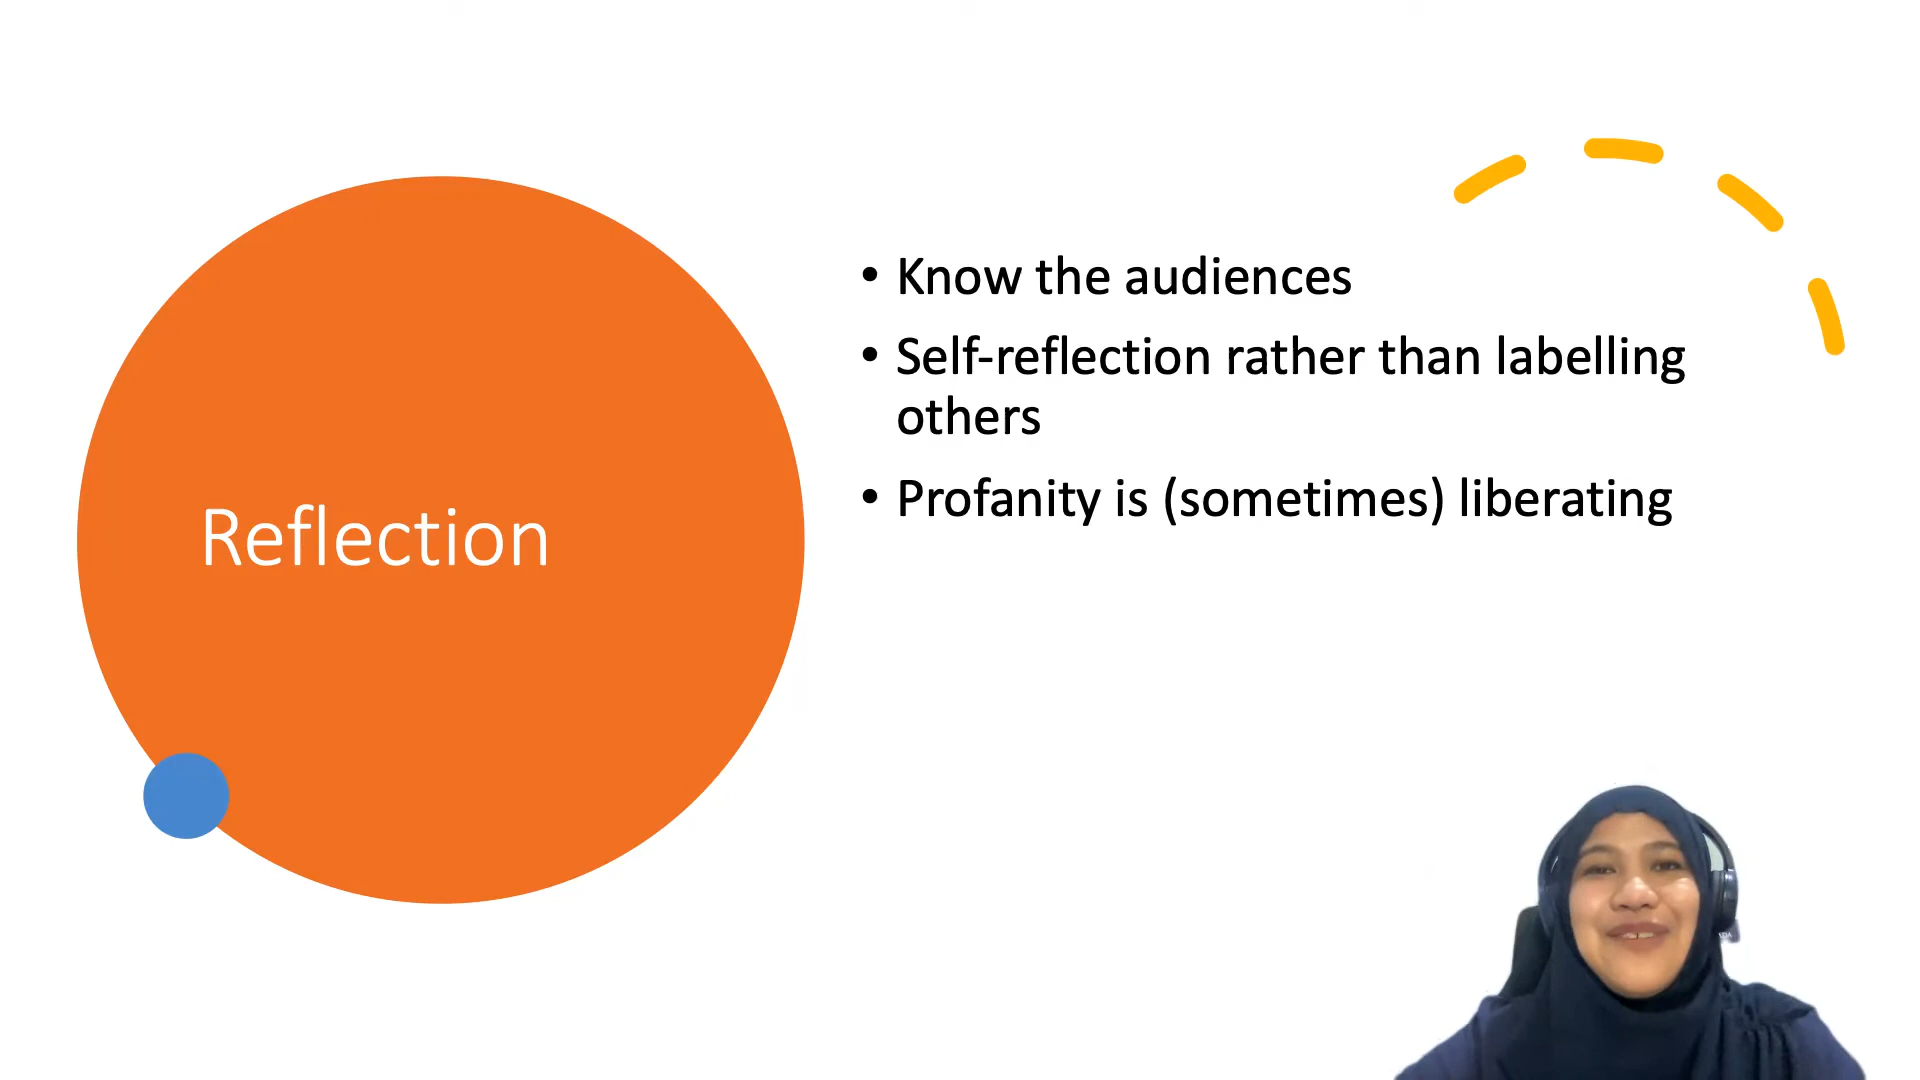 Reflection
• Know the audiences
• Self-reflection rather than labelling
others
• Profanity is (sometimes) liberating